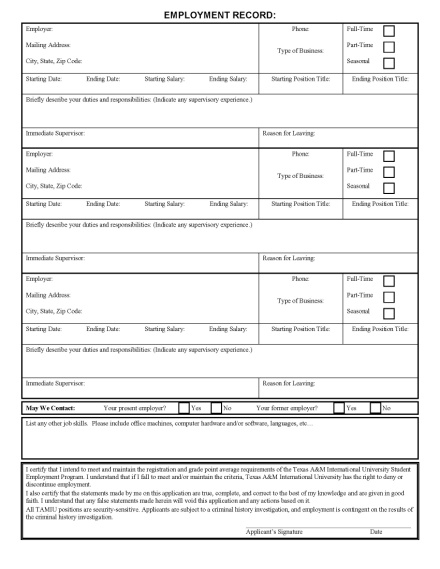 EMPLOYMENT RECORD:
Employer: Phone: Full-Time
Mailing Address: Type of Business: Part-Time
City, State, Zip Code: Seasonal
Starting Date: Ending Date: Starting Salary: Ending Salary: Starting Position Title: Ending Position Title:
Briefly describe your duties and responsibilities: (Indicate any supervisory experience.)
Immediate Supervisor: Reason for Leaving:
Employer: Phone: Full-Time
Mailing Address: Type of Business: Part-Time
City, State, Zip Code: Seasonal
Starting Date: Ending Date: Starting Salary: Ending Salary: Starting Position Title: Ending Position Title:
Briefly describe your duties and responsibilities: (Indicate any supervisory experience.)
Immediate Supervisor: Reason for Leaving:
Employer: Phone: Full-Time
Mailing Address: Type of Business: Part-Time
City, State, Zip Code: Seasonal
Starting Date: Ending Date: Starting Salary: Ending Salary: Starting Position Title: Ending Position Title:
Briefly describe your duties and responsibilities: (Indicate any supervisory experience.)
Immediate Supervisor: Reason for Leaving:
May We Contact: Your present employer? Yes No Your former employer? Yes No
List any other job skills. Please include office machines, computer hardware and/or software, languages, etc...
I certify that I intend to meet and maintain the registration and grade point average requirements of the Texas A&M International University Student
Employment Program. I understand that if I fail to meet and/or maintain the criteria, Texas A&M International University has the right to deny or
discontinue employment.
I also certify that the statements made by me on this application are true, complete, and correct to the best of my knowledge and are given in good
faith. I understand that any false statements made herein will void this application and any actions based on it.
All TAMIU positions are security-sensitive. Applicants are subject to a criminal history investigation, and employment is contingent on the results of
the criminal history investigation.
Applicant's Signature Date